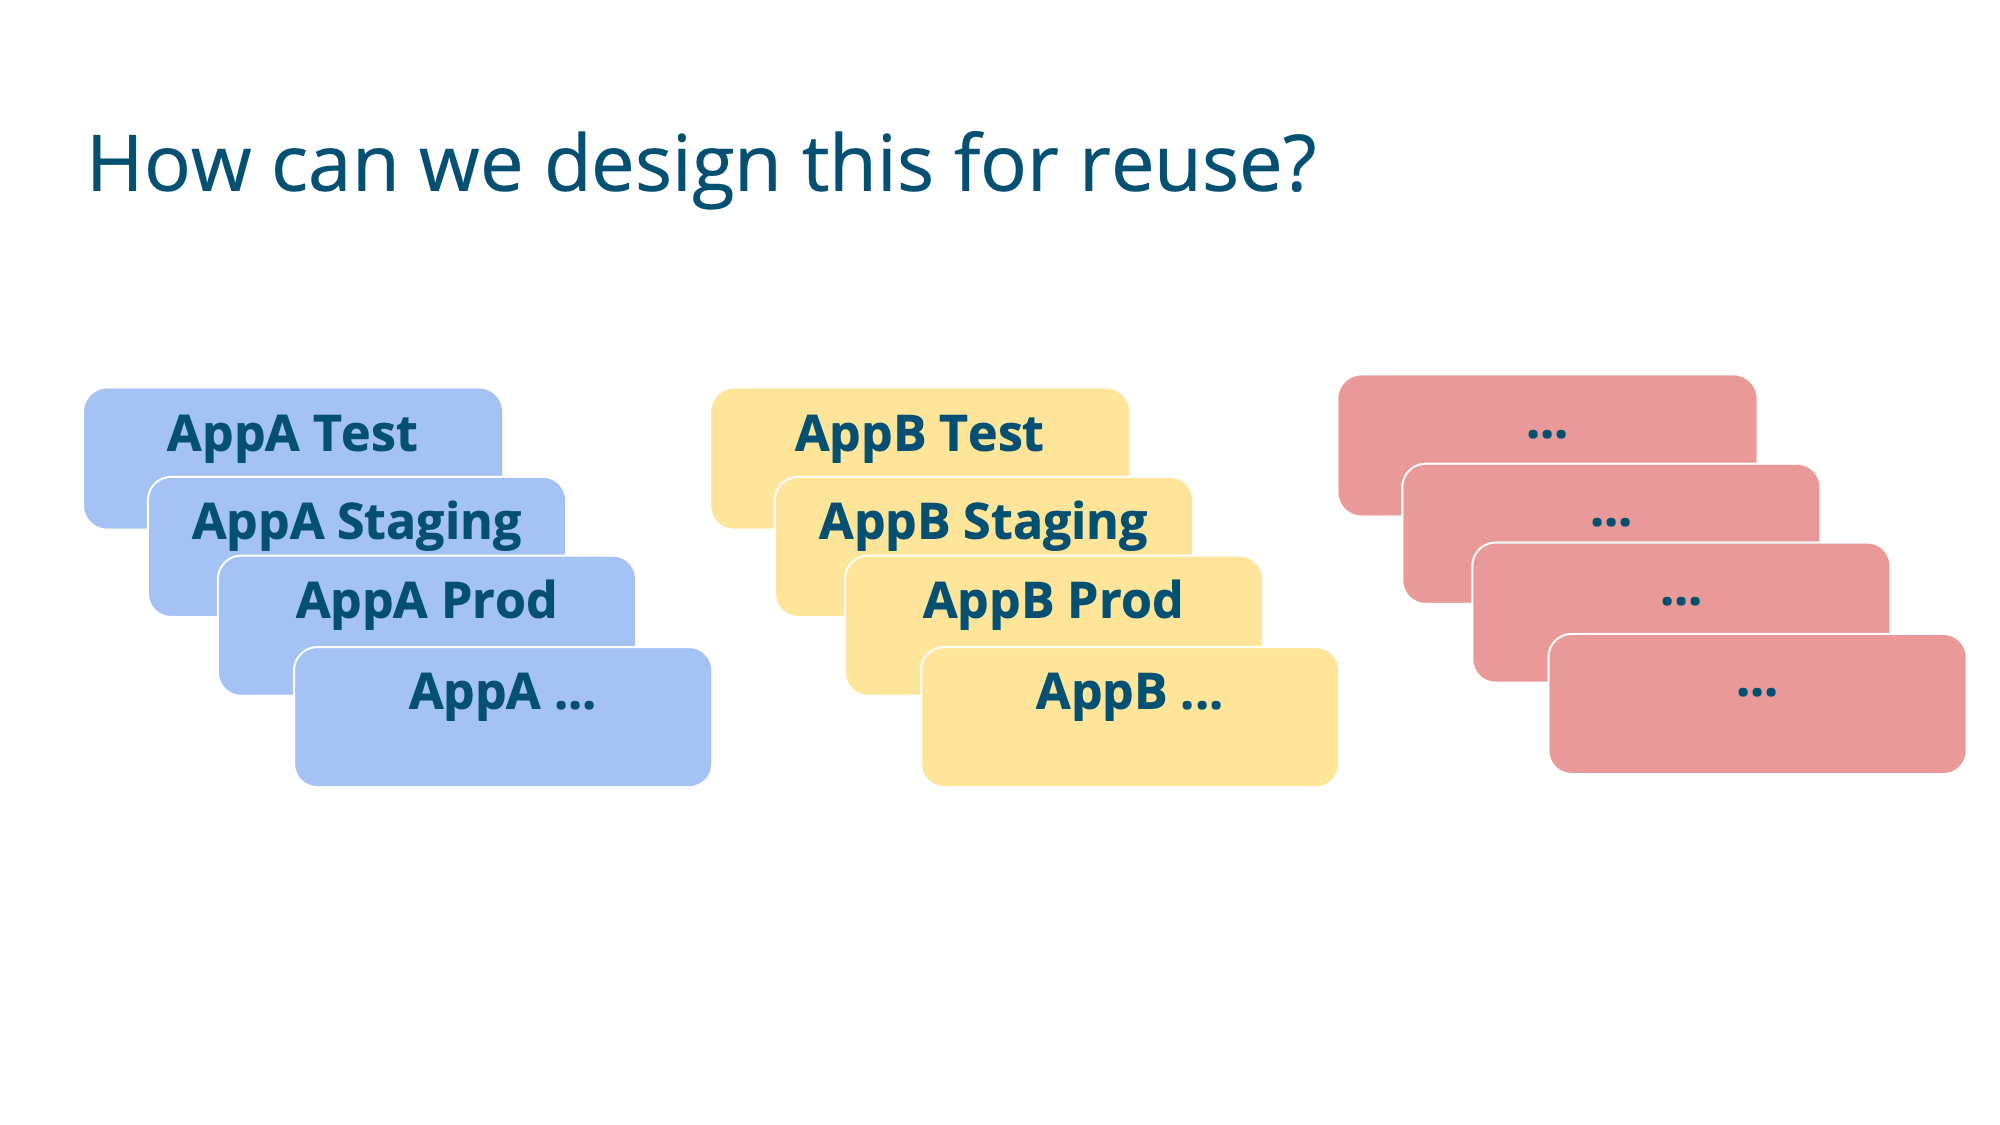 How can we design this for reuse?
AppA Test
AppA Staging
AppA Prod
AppA ...
AppB Test
AppB Staging
AppB Prod
AppB ...
...
...
...
...